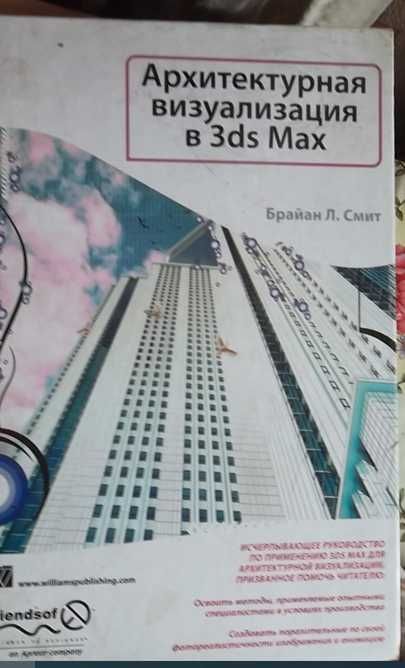 Архитектурная
визуализация
в 3ds Max
Брайан Л. Смит
ИСЧЕРПЫВАЮЩЕЕ РУКОВОДСТВО
ПО ПРИМЕНЕНИЮ 3DS MAX ДЛЯ
АРХИТЕКТУРНОЙ ВИЗУАЛИЗАЦИИ,
ПРИЗВАННОЕ ПОМОЧЬ ЧИТАТЕЛЮ:
www.williamspublishing.com
Освоить методы, применяемые опытными
специалистами в условиях производства
iendsof
an Apress company
Создавать поразительные по своей
фотореалистичности изображения и анимацию